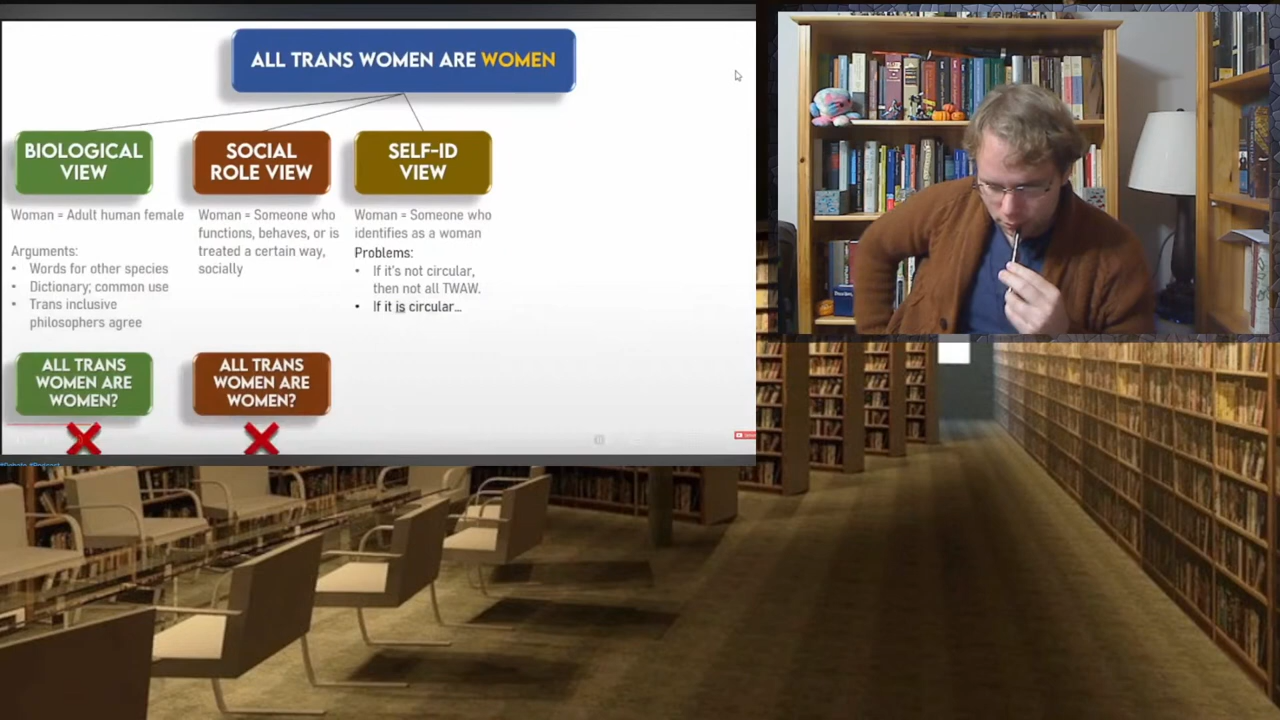 ALL TRANS WOMEN ARE WOMEN
BIOLOGICAL
VIEW
Woman = Adult human female
Arguments:
• Words for other species
• Dictionary; common use
• Trans inclusive
philosophers agree
ALL TRANS
WOMEN ARE
WOMEN?
SOCIAL
ROLE VIEW
Woman = Someone who
functions, behaves, or is
treated a certain way,
socially
ALL TRANS
WOMEN ARE
WOMEN?
SELF-ID
VIEW
Woman = Someone who
identifies as a woman
Problems:
• If it's not circular,
then not all TWAW.
• If it is circular...